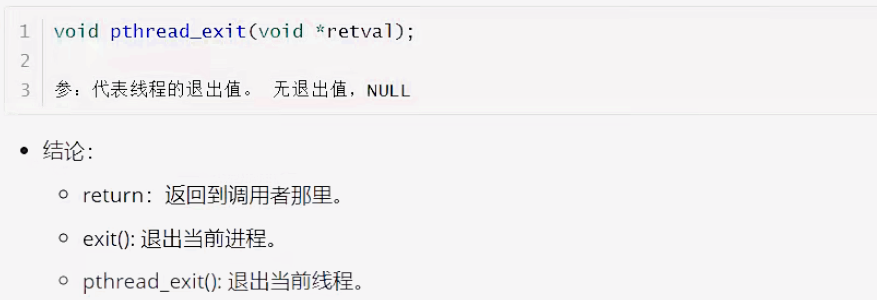 1 void pthread_exit(void *retval);
2
3 参：代表线程的退出值。 无退出值，NULL
• 结论：
○ return：返回到调用者那里。
○ exit(): 退出当前进程。
○ pthread_exit(): 退出当前线程。